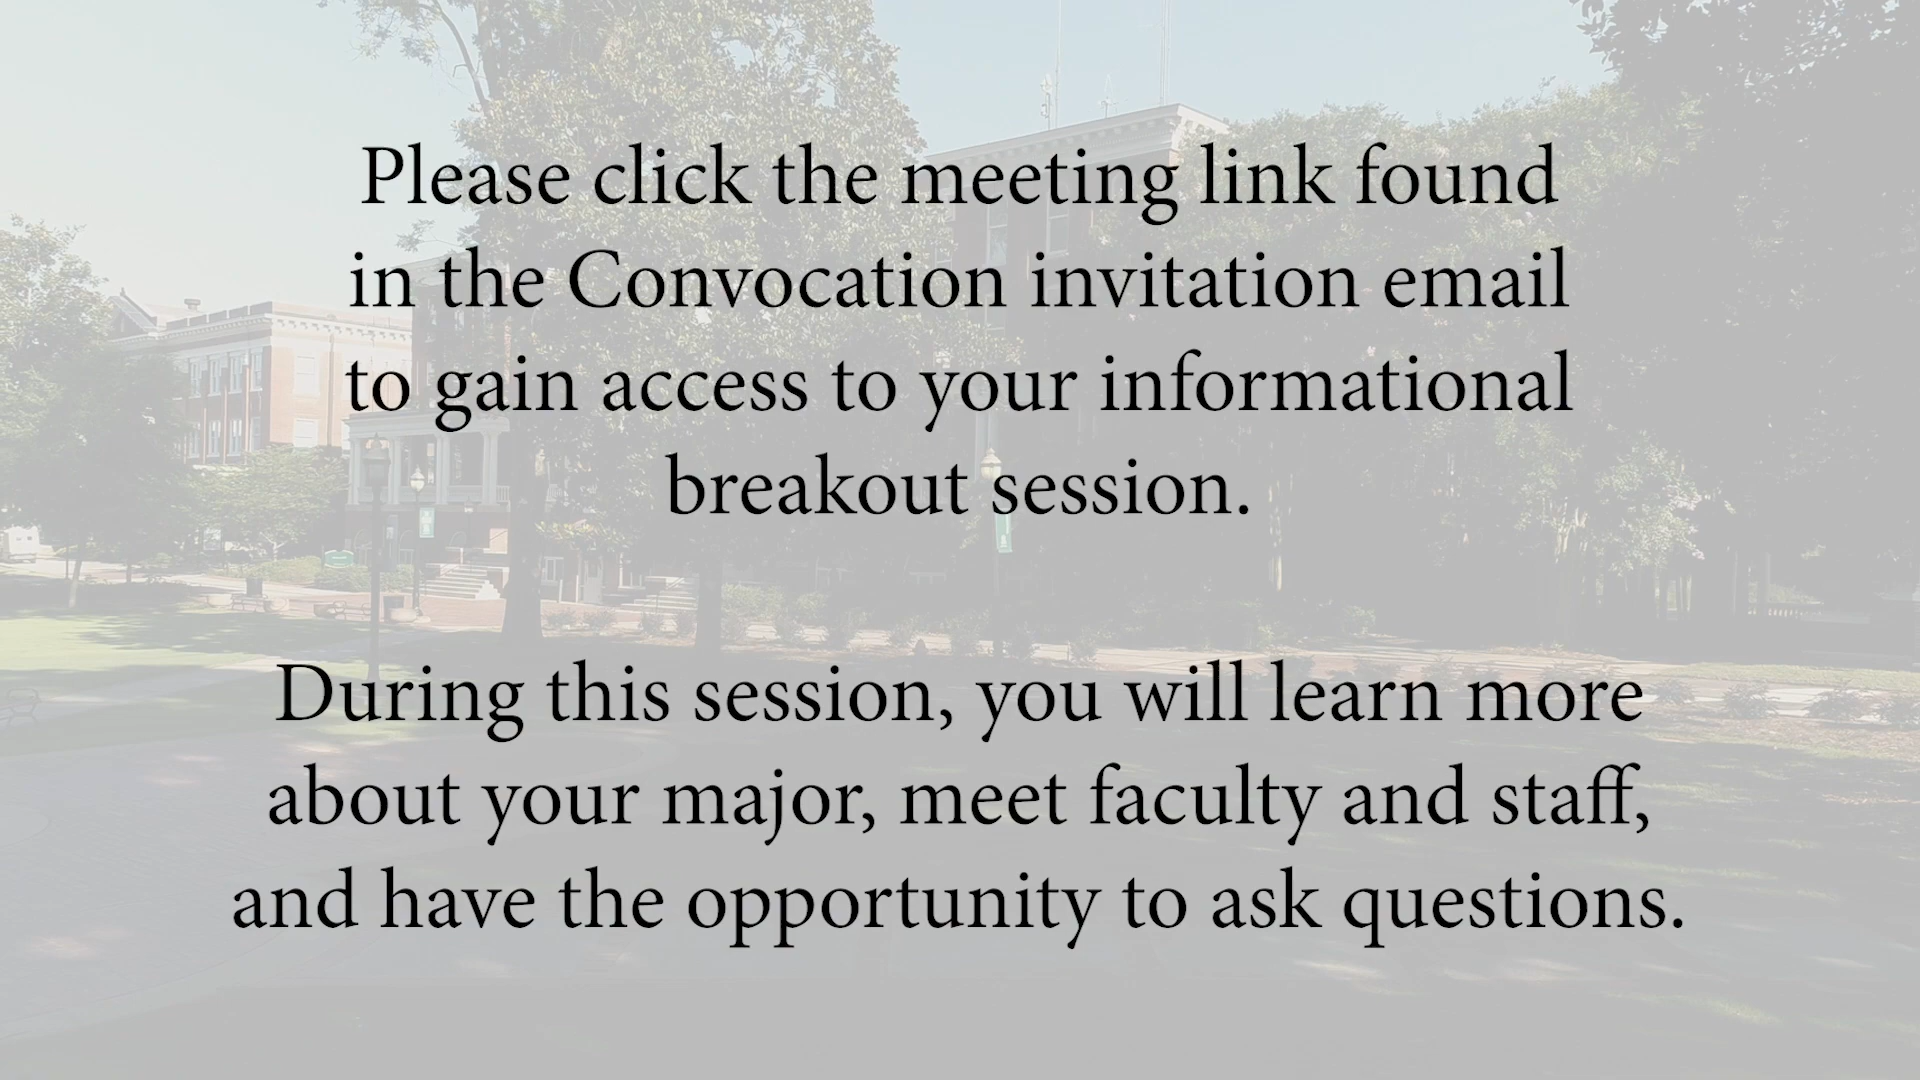 Please click the meeting link found
in the Convocation invitation email
to gain access to your informational
breakout session.
During this session, you will learn more
about your major, meet faculty and staff,
and have the opportunity to ask questions.